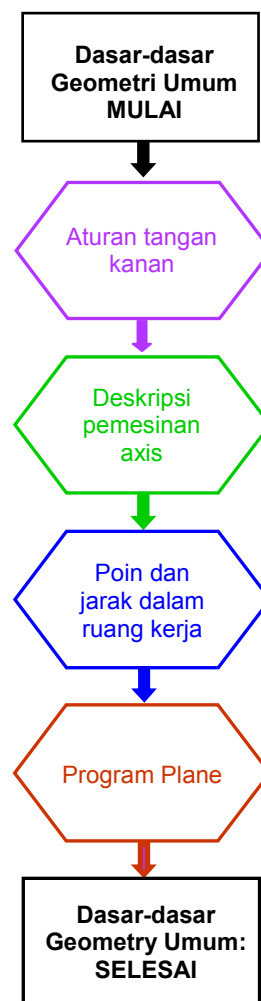 Dasar-dasar
Geometri Umum
MULAI
Aturan tangan
kanan
Deskripsi
pemesinan
axis
Poin dan
jarak dalam
ruang kerja
Program Plane
Dasar-dasar
Geometry Umum:
SELESAI